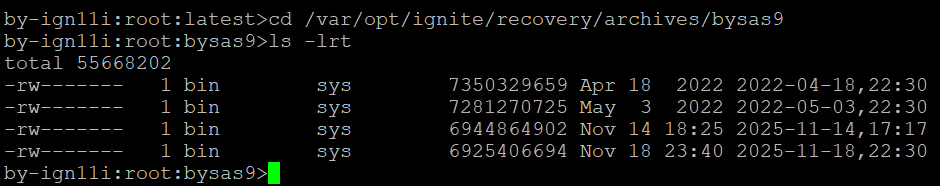 by-ign11i:root:latest>cd /var/opt/ignite/recovery/archives/bysas9
by-ign11i:root:bysas9>ls -lrt
total 55668202
-rw-------   1 bin        sys        7350329659 Apr 18  2022 2022-04-18,22:30
-rw-------   1 bin        sys        7281270725 May  3  2022 2022-05-03,22:30
-rw-------   1 bin        sys        6944864902 Nov 14 18:25 2025-11-14,17:17
-rw-------   1 bin        sys        6925406694 Nov 18 23:40 2025-11-18,22:30
by-ign11i:root:bysas9>